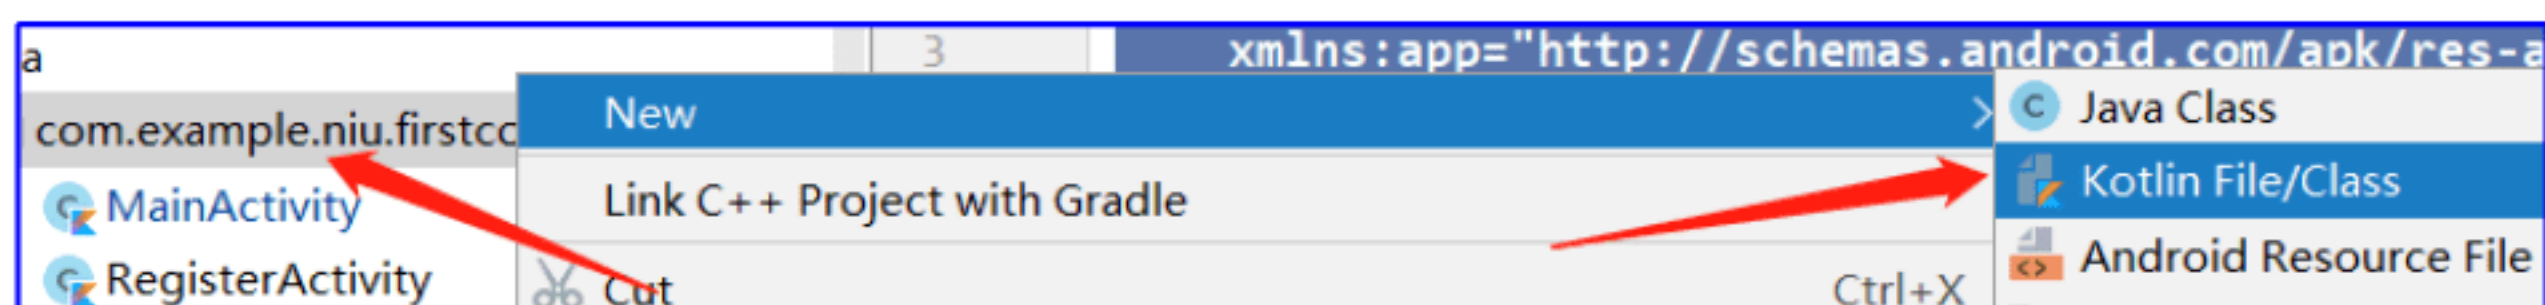 a
3
xmlns:app="http://schemas.android.com/apk/res-a
com.example.niu.firstcc
New
Java Class
Kotlin File/Class
MainActivity
Link C++ Project with Gradle
Android Resource File
RegisterActivity
Cut
Ctrl+X